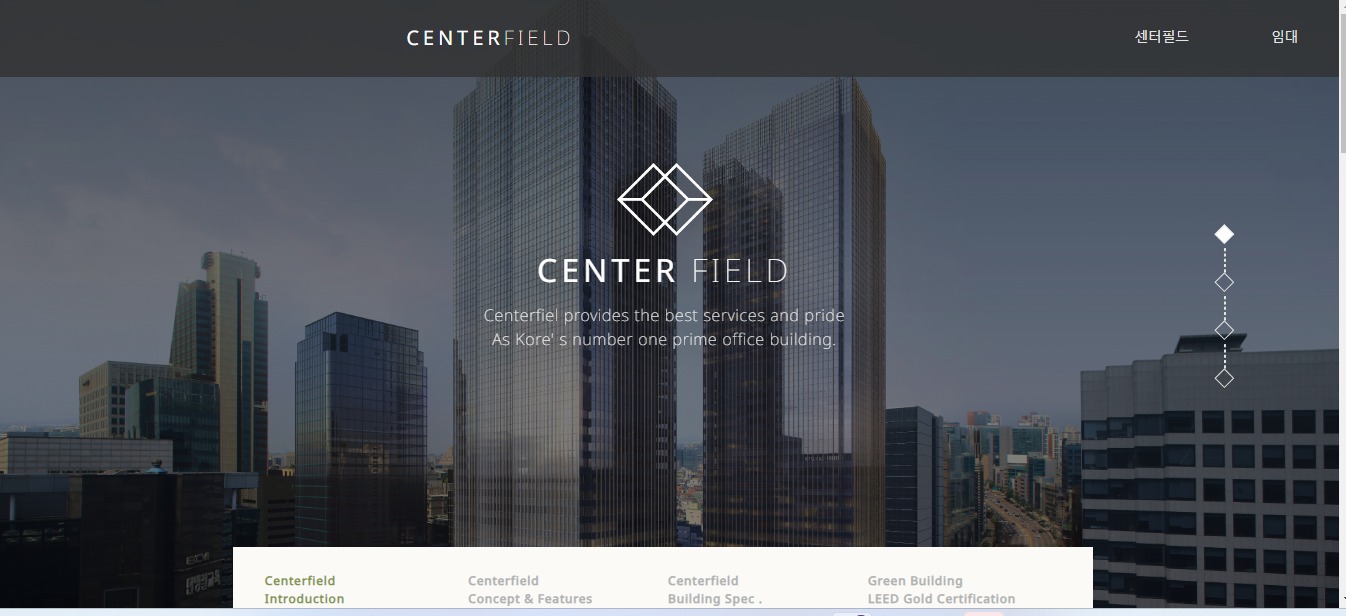 CENTERFIELD
센터필드
임대
CENTER FIELD
Centerfiel provides the best services and pride
As Kore' s number one prime office building.
Centerfield
Introduction
Centerfield
Concept & Features
Centerfield
Building Spec .
Green Building
LEED Gold Certification